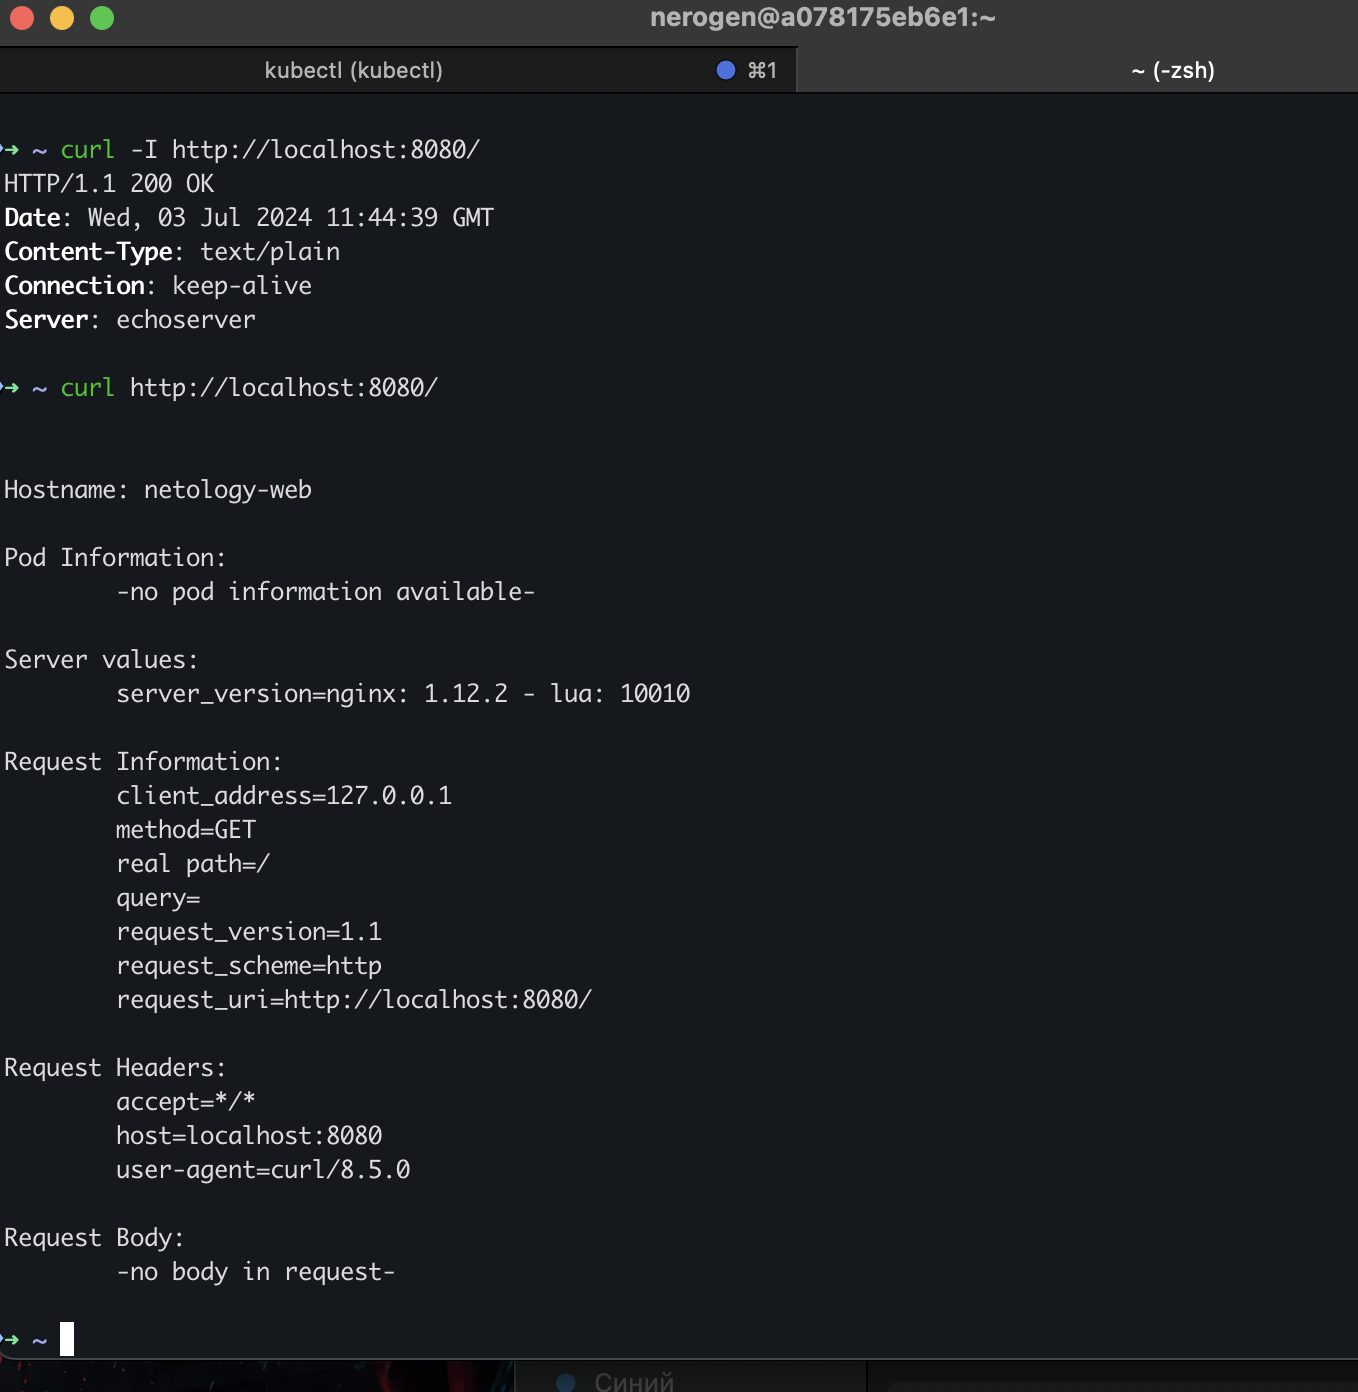 nerogen@a078175eb6e1:~
kubectl (kubectl) ⌘1 ~ (-zsh)
→ ~ curl -I http://localhost:8080/
HTTP/1.1 200 OK
Date: Wed, 03 Jul 2024 11:44:39 GMT
Content-Type: text/plain
Connection: keep-alive
Server: echoserver
→ ~ curl http://localhost:8080/
Hostname: netology-web
Pod Information:
-no pod information available-
Server values:
server_version=nginx: 1.12.2 - lua: 10010
Request Information:
client_address=127.0.0.1
method=GET
real path=/
query=
request_version=1.1
request_scheme=http
request_uri=http://localhost:8080/
Request Headers:
accept=*/*
host=localhost:8080
user-agent=curl/8.5.0
Request Body:
-no body in request-
→ ~
Синий